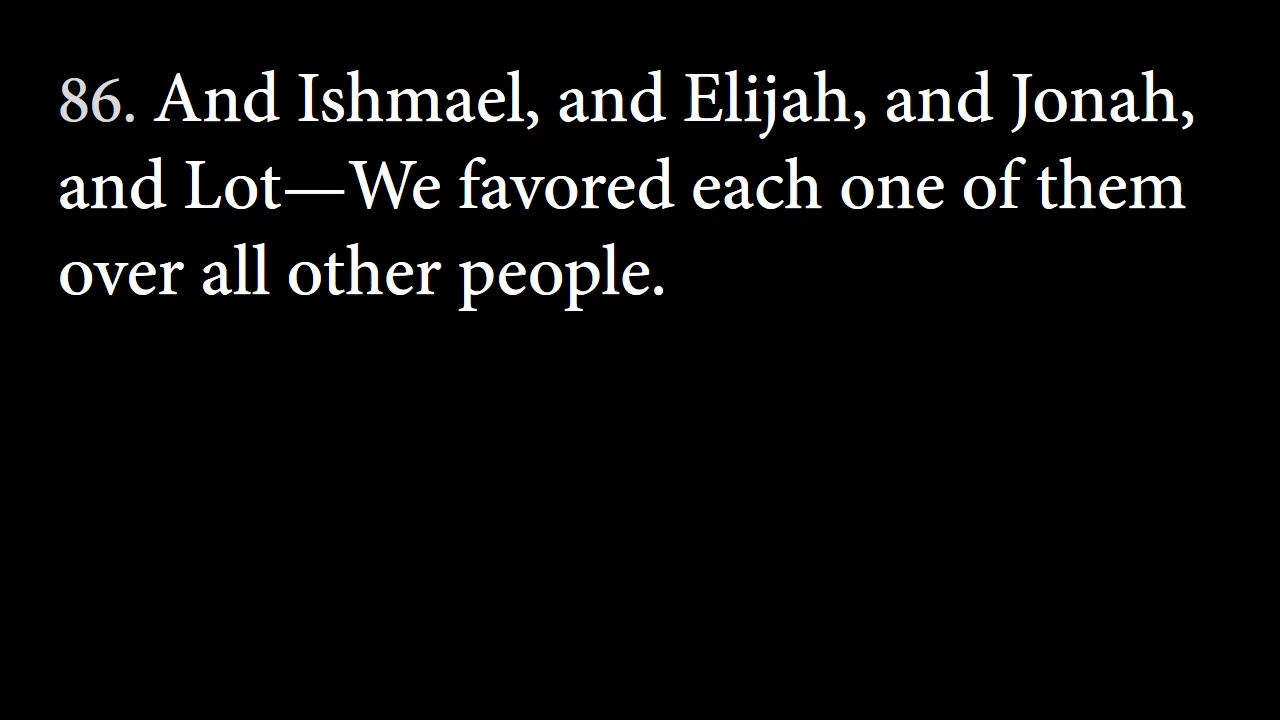 86. And Ishmael, and Elijah, and Jonah,
and Lot—We favored each one of them
over all other people.